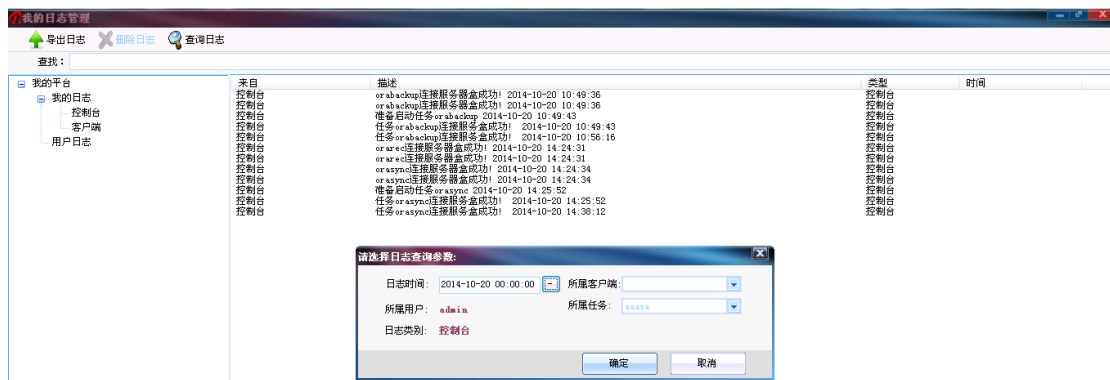 我的日志管理
导出日志 删除日志 查询日志
查找：
我的平台
我的日志
控制台
客户端
用户日志
来自 描述 类型 时间
控制台 orabackup连接服务器盒成功! 2014-10-20 10:49:36 控制台
控制台 orabackup连接服务器盒成功! 2014-10-20 10:49:36 控制台
控制台 准备启动任务orabackup 2014-10-20 10:49:43 控制台
控制台 任务orabackup连接服务盒成功! 2014-10-20 10:49:43 控制台
控制台 任务orabackup连接服务盒成功! 2014-10-20 10:56:16 控制台
控制台 orarec连接服务器盒成功! 2014-10-20 14:24:31 控制台
控制台 orarec连接服务器盒成功! 2014-10-20 14:24:31 控制台
控制台 orasync连接服务器盒成功! 2014-10-20 14:24:34 控制台
控制台 orasync连接服务器盒成功! 2014-10-20 14:24:34 控制台
控制台 准备启动任务orasync 2014-10-20 14:25:52 控制台
控制台 任务orasync连接服务盒成功! 2014-10-20 14:25:52 控制台
控制台 任务orasync连接服务盒成功! 2014-10-20 14:38:12 控制台
请选择日志查询参数:
日志时间: 2014-10-20 00:00:00 所属客户端:
所属用户: admin 所属任务: asasa
日志类别: 控制台
确定 取消